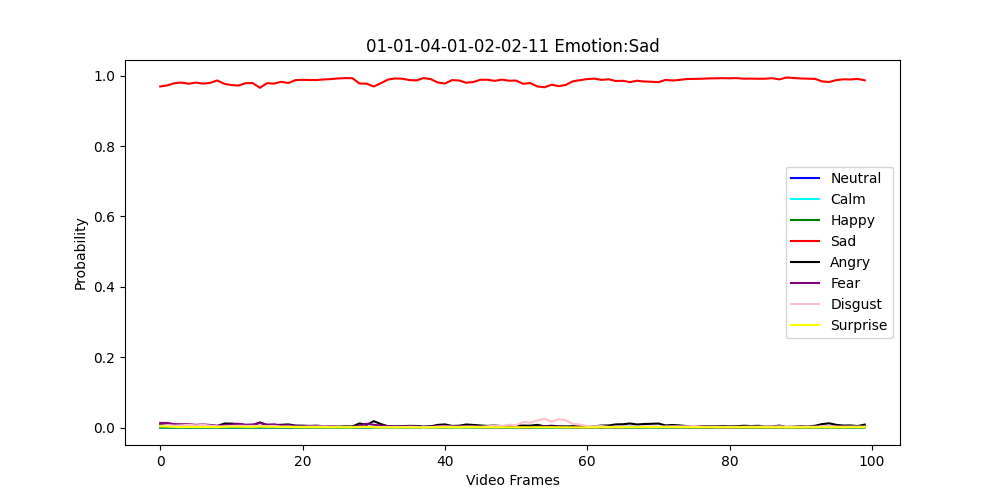 01-01-04-01-02-02-11 Emotion:Sad
Probability
1.0
0.8
0.6
0.4
0.2
0.0
Neutral
Calm
Happy
Sad
Angry
Fear
Disgust
Surprise
0 20 40 60 80 100
Video Frames